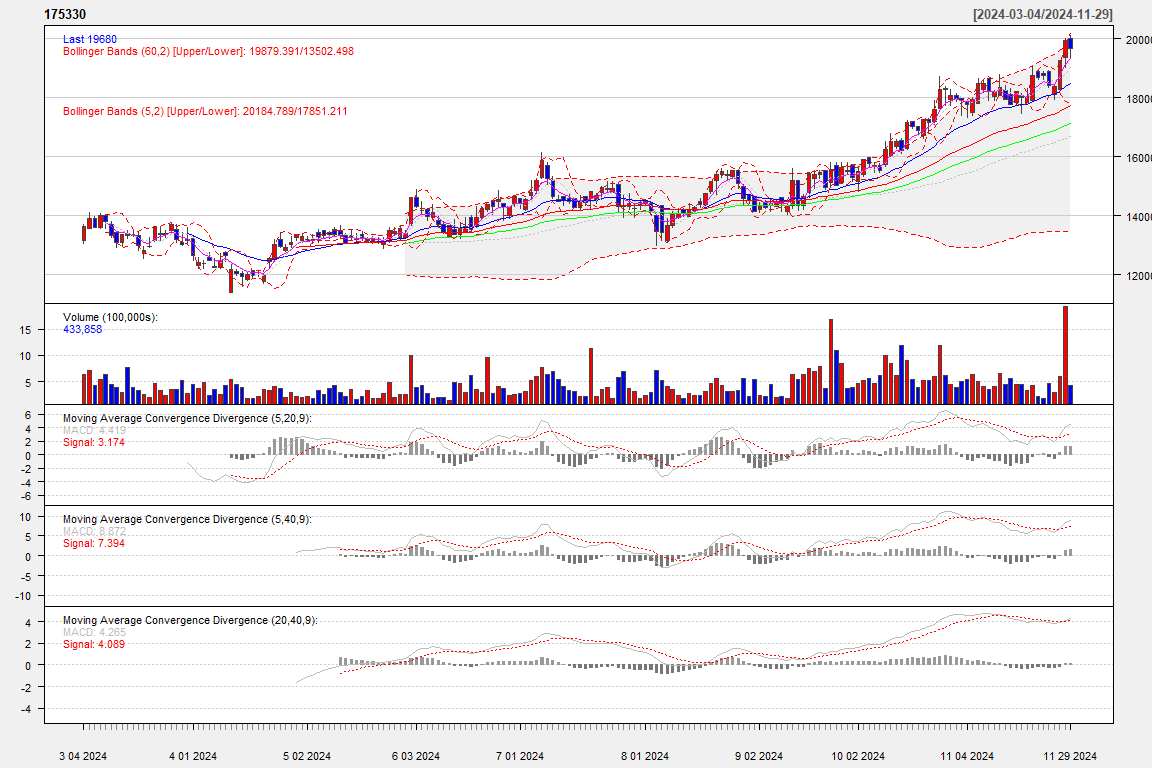 175330
[2024-03-04/2024-11-29]
Last 19680
Bollinger Bands (60,2) [Upper/Lower]: 19879.391/13502.498
Bollinger Bands (5,2) [Upper/Lower]: 20184.789/17851.211
20000
18000
16000
14000
12000
Volume (100,000s):
433,858
15
10
5
Moving Average Convergence Divergence (5,20,9):
MACD: 4.419
Signal: 3.174
6
4
2
0
-2
-4
-6
Moving Average Convergence Divergence (5,40,9):
MACD: 8.872
Signal: 7.394
10
5
0
-5
-10
Moving Average Convergence Divergence (20,40,9):
MACD: 4.265
Signal: 4.089
4
2
0
-2
-4
3 04 2024 4 01 2024 5 02 2024 6 03 2024 7 01 2024 8 01 2024 9 02 2024 10 02 2024 11 04 2024 11 29 2024